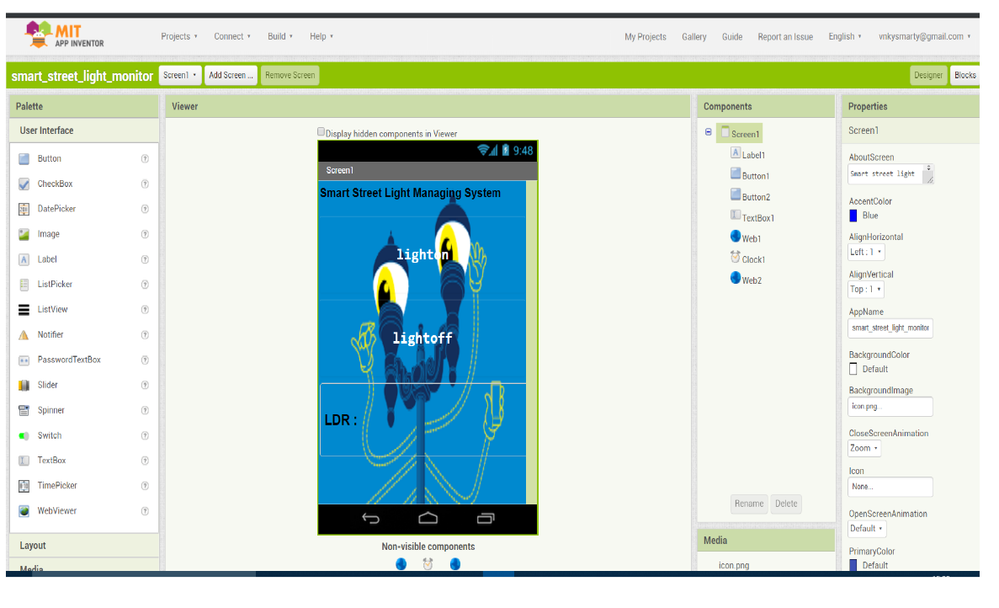 MIT
APP INVENTOR
Projects
Connect
Build
Help
My Projects
Gallery
Guide
Report an Issue
English
vnkysmarty@gmail.com
smart_street_light_monitor
Screen1
Add Screen ...
Remove Screen
Designer
Blocks
Palette
User Interface
Button
CheckBox
DatePicker
Image
Label
ListPicker
ListView
Notifier
PasswordTextBox
Slider
Spinner
Switch
TextBox
TimePicker
WebViewer
Layout
Media
Viewer
Display hidden components in Viewer
9:48
Screen1
Smart Street Light Managing System
lighton
lightoff
LDR :
Non-visible components
Components
Screen1
Label1
Button1
Button2
TextBox1
Web1
Clock1
Web2
Rename
Delete
Media
icon.png
Properties
Screen1
AboutScreen
Smart street light
AccentColor
Blue
AlignHorizontal
Left : 1
AlignVertical
Top : 1
AppName
smart_street_light_monitor
BackgroundColor
Default
BackgroundImage
icon.png...
CloseScreenAnimation
Zoom
Icon
None...
OpenScreenAnimation
Default
PrimaryColor
Default